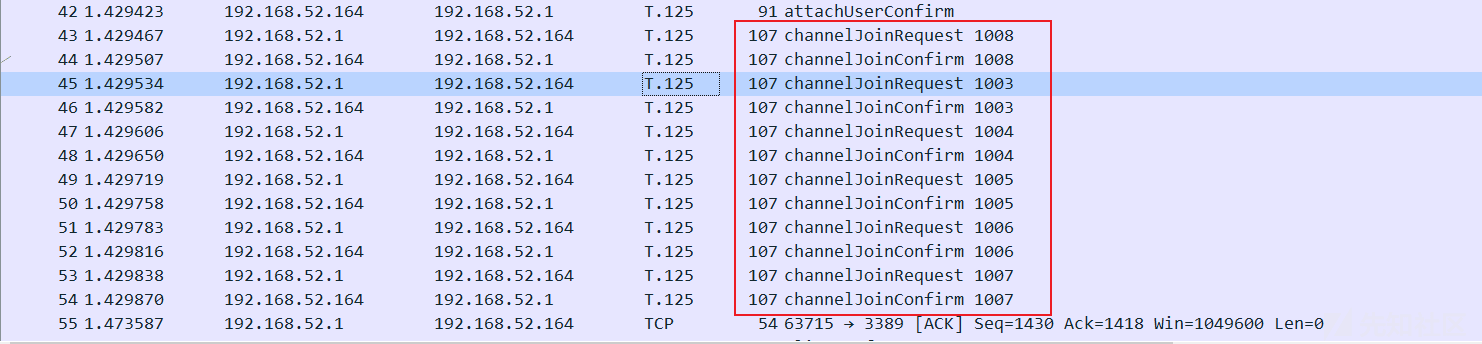 42 1.429423 192.168.52.164 192.168.52.1 T.125 91 attachUserConfirm
43 1.429467 192.168.52.1 192.168.52.164 T.125 107 channelJoinRequest 1008
44 1.429507 192.168.52.164 192.168.52.1 T.125 107 channelJoinConfirm 1008
45 1.429534 192.168.52.1 192.168.52.164 T.125 107 channelJoinRequest 1003
46 1.429582 192.168.52.164 192.168.52.1 T.125 107 channelJoinConfirm 1003
47 1.429606 192.168.52.1 192.168.52.164 T.125 107 channelJoinRequest 1004
48 1.429650 192.168.52.164 192.168.52.1 T.125 107 channelJoinConfirm 1004
49 1.429719 192.168.52.1 192.168.52.164 T.125 107 channelJoinRequest 1005
50 1.429758 192.168.52.164 192.168.52.1 T.125 107 channelJoinConfirm 1005
51 1.429783 192.168.52.1 192.168.52.164 T.125 107 channelJoinRequest 1006
52 1.429816 192.168.52.164 192.168.52.1 T.125 107 channelJoinConfirm 1006
53 1.429838 192.168.52.1 192.168.52.164 T.125 107 channelJoinRequest 1007
54 1.429870 192.168.52.164 192.168.52.1 T.125 107 channelJoinConfirm 1007
55 1.473587 192.168.52.1 192.168.52.164 TCP 54 63715 → 3389 [ACK] Seq=1430 Ack=1418 Win=1049600 Len=0